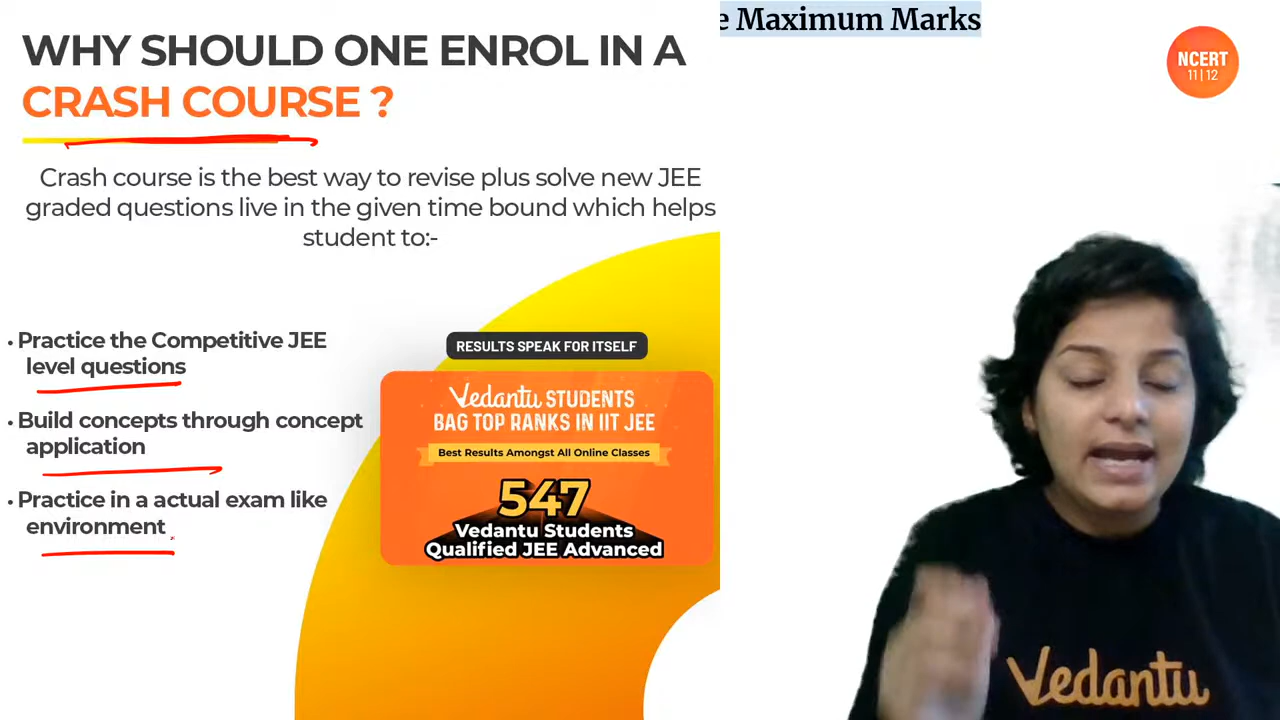 WHY SHOULD ONE ENROL IN A
CRASH COURSE ?
Crash course is the best way to revise plus solve new JEE
graded questions live in the given time bound which helps
student to:-
• Practice the Competitive JEE
level questions
• Build concepts through concept
application
• Practice in a actual exam like
environment
RESULTS SPEAK FOR ITSELF
Vedantu STUDENTS
BAG TOP RANKS IN IIT JEE
Best Results Amongst All Online Classes
547
Vedantu Students
Qualified JEE Advanced
e Maximum Marks
NCERT
11 | 12
Vedantu